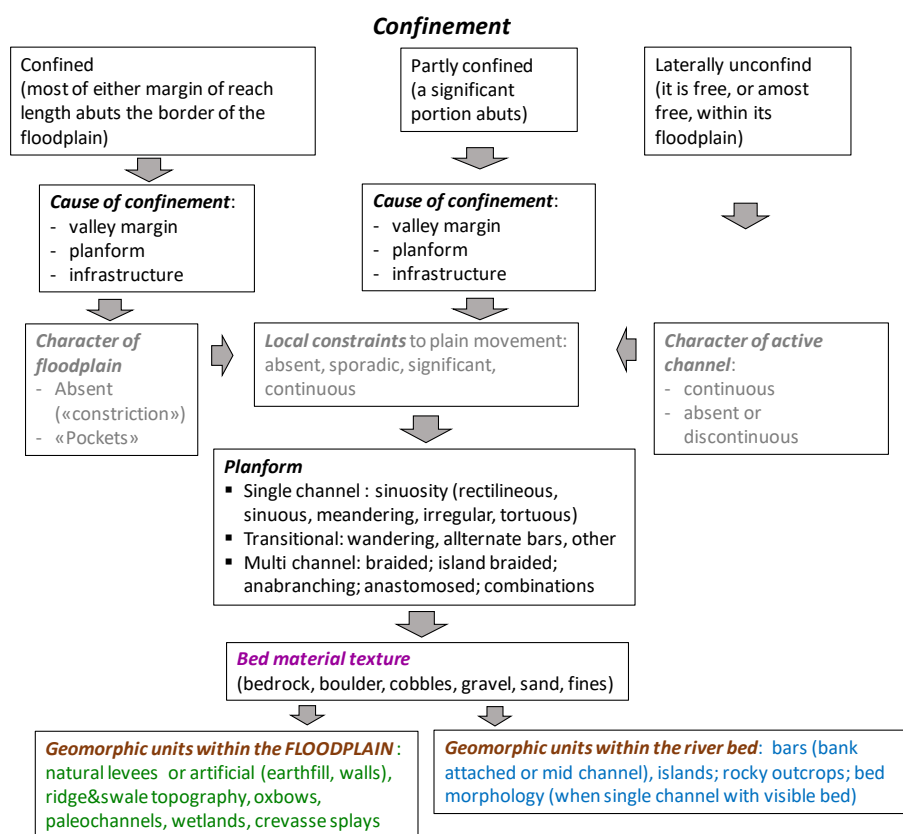 Confinement
Confined
(most of either margin of reach
length abuts the border of the
floodplain)
Partly confined
(a significant
portion abuts)
Laterally unconfind
(it is free, or amost
free, within its
floodplain)
Cause of confinement:
- valley margin
- planform
- infrastructure
Cause of confinement:
- valley margin
- planform
- infrastructure
Character of
floodplain
- Absent
(«constriction»)
- «Pockets»
Local constraints to plain movement:
absent, sporadic, significant,
continuous
Character of active
channel:
- continuous
- absent or
discontinuous
Planform
▪ Single channel : sinuosity (rectilineous,
sinuous, meandering, irregular, tortuous)
▪ Transitional: wandering, allternate bars, other
▪ Multi channel: braided; island braided;
anabranching; anastomosed; combinations
Bed material texture
(bedrock, boulder, cobbles, gravel, sand, fines)
Geomorphic units within the FLOODPLAIN :
natural levees or artificial (earthfill, walls),
ridge&swale topography, oxbows,
paleochannels, wetlands, crevasse splays
Geomorphic units within the river bed: bars (bank
attached or mid channel), islands; rocky outcrops; bed
morphology (when single channel with visible bed)